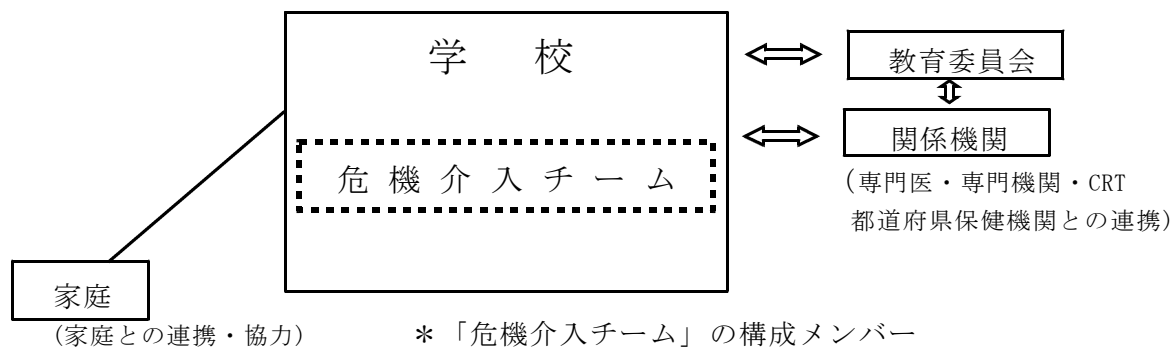 学　校
教育委員会
関係機関
危機介入チーム
(専門医・専門機関・CRT
都道府県保健機関との連携)
家庭
(家庭との連携・協力)
＊「危機介入チーム」の構成メンバー